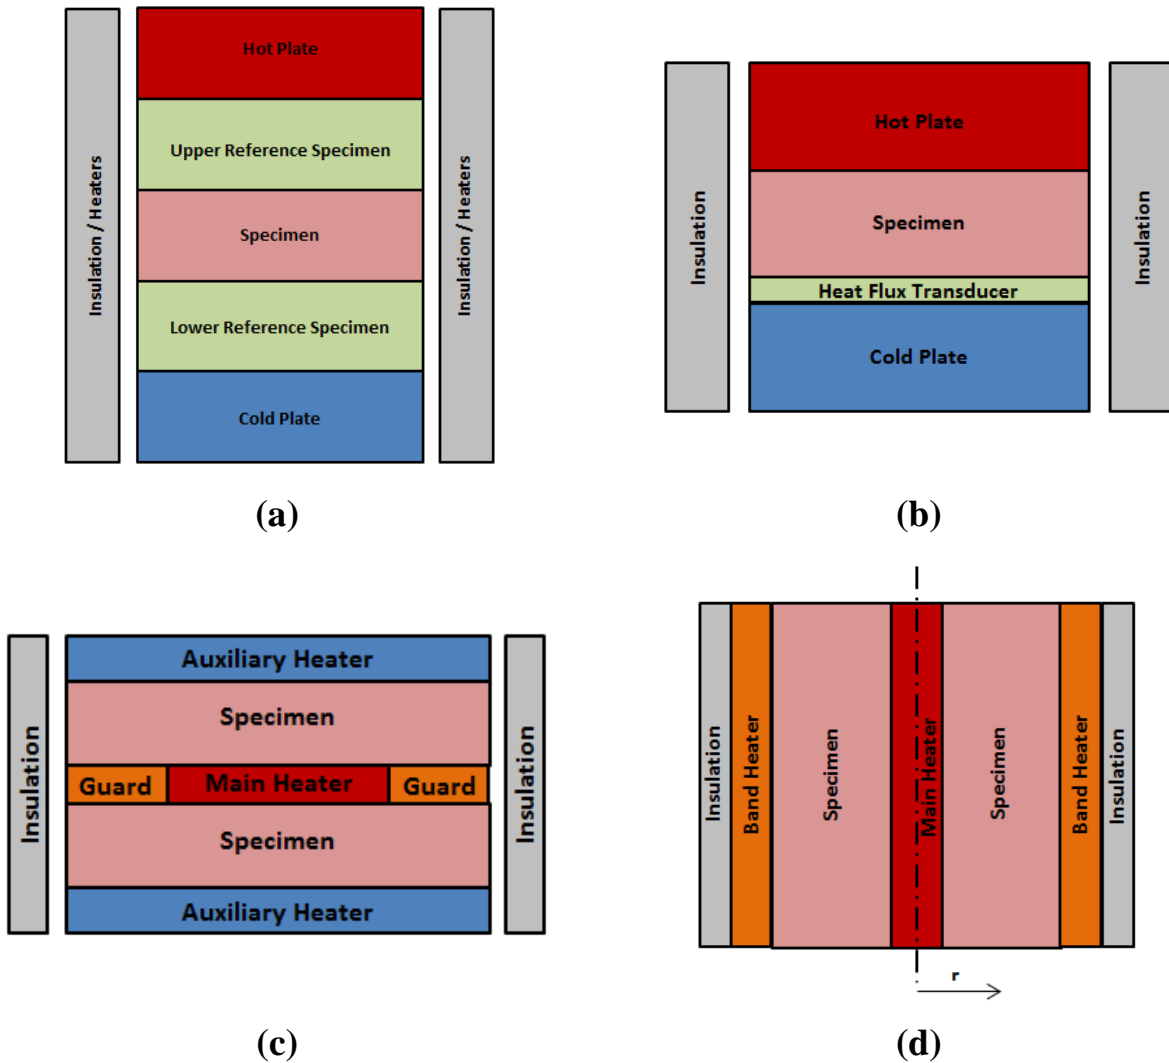 Hot Plate
Upper Reference Specimen
Specimen
Lower Reference Specimen
Cold Plate
Insulation / Heaters
Insulation / Heaters
(a)
Hot Plate
Specimen
Heat Flux Transducer
Cold Plate
Insulation
Insulation
(b)
Auxiliary Heater
Specimen
Guard
Main Heater
Guard
Specimen
Auxiliary Heater
Insulation
Insulation
(c)
Insulation
Band Heater
Specimen
Main Heater
Specimen
Band Heater
Insulation
r
(d)